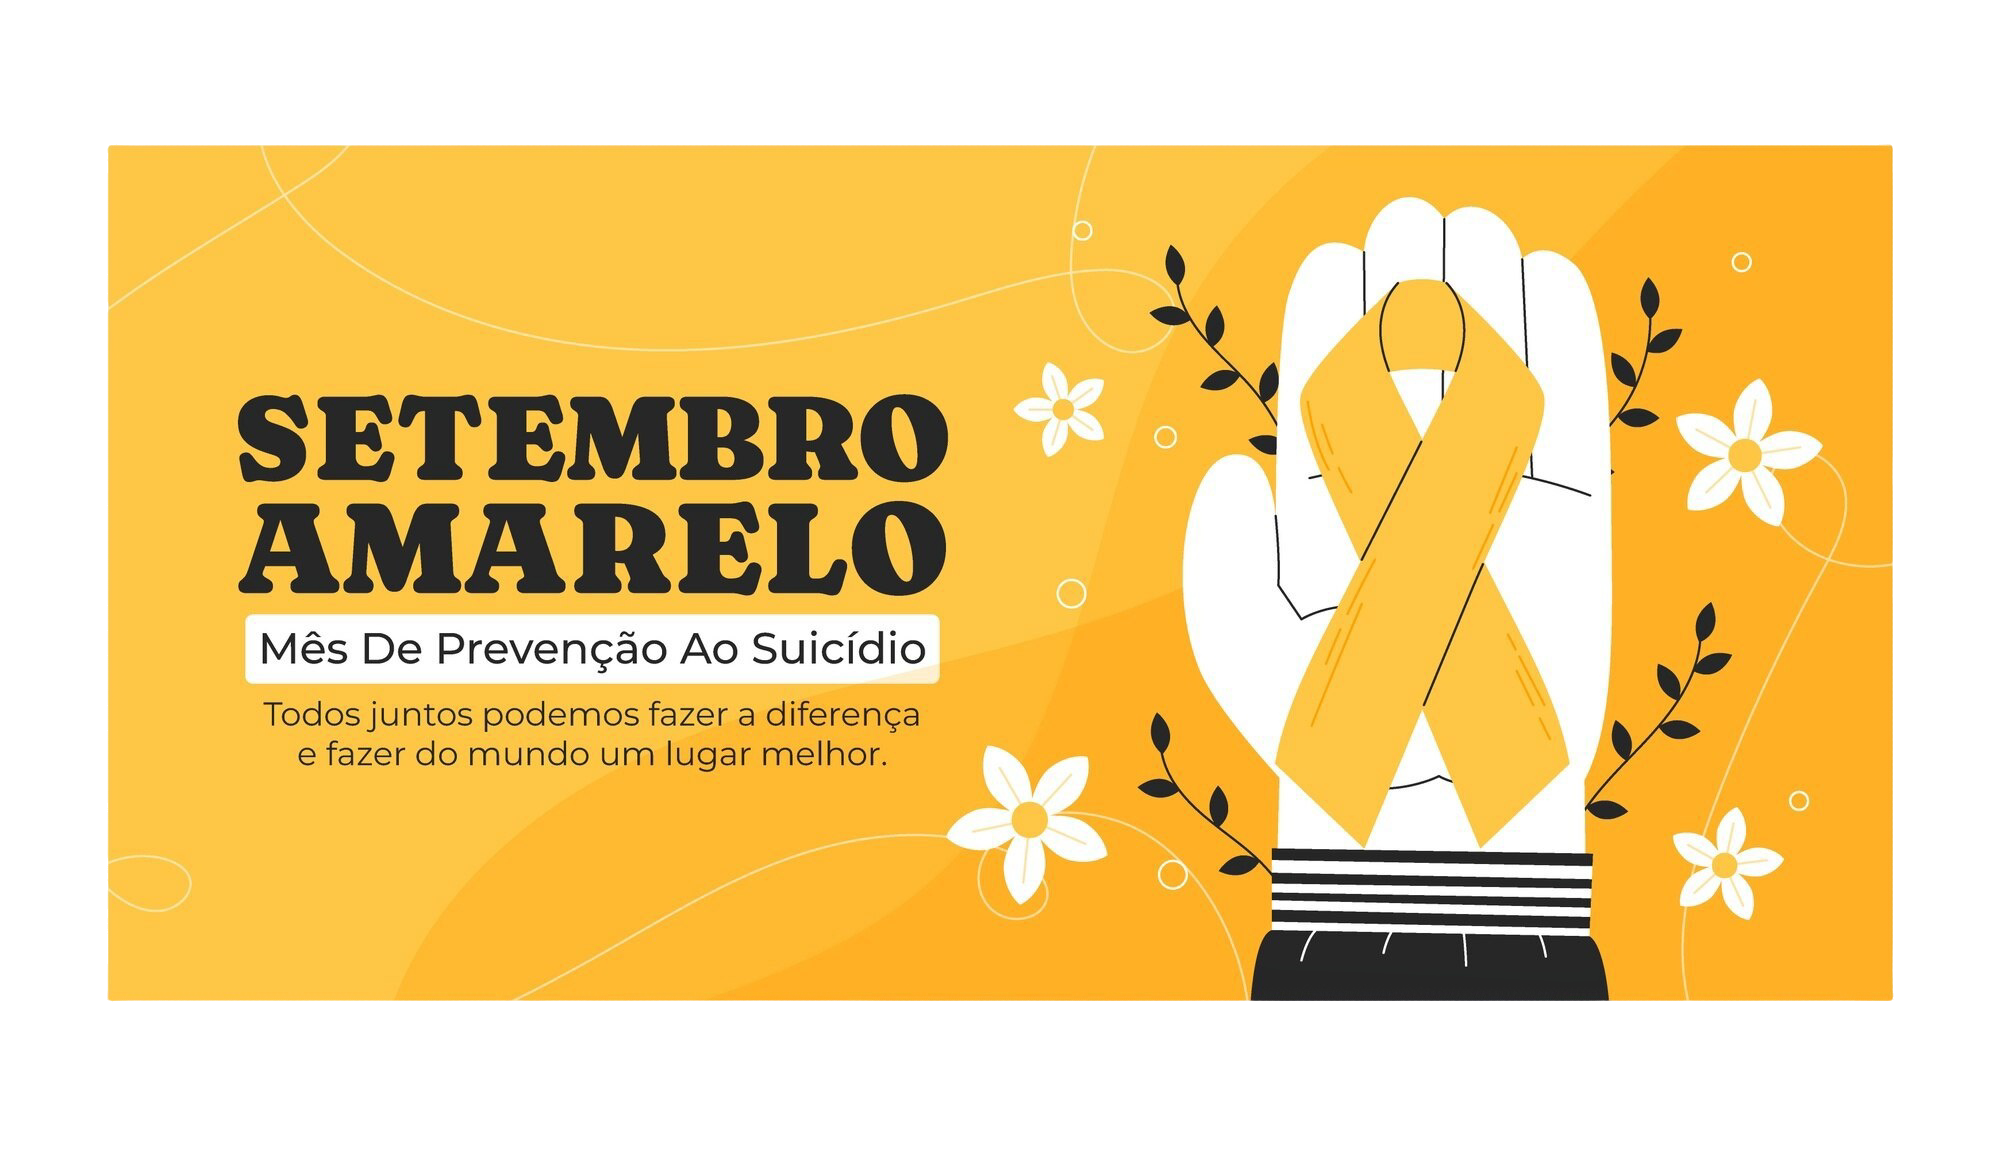 SETEMBRO
AMARELO
Mês De Prevenção Ao Suicídio
Todos juntos podemos fazer a diferença
e fazer do mundo um lugar melhor.